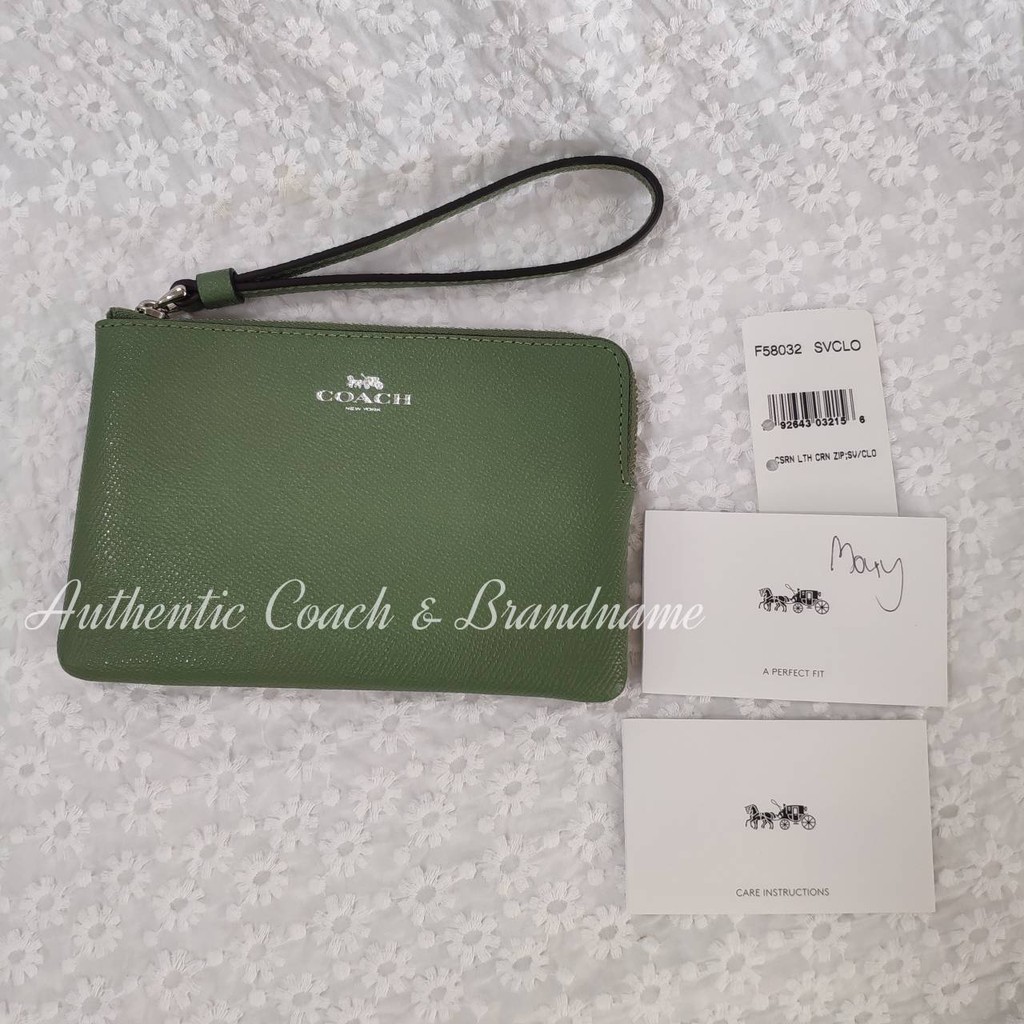 COACH
NEW YORK
F58032 SVCLO
92643 03215 6
CSRN LTH CRN ZIP;SV/CLO
Mary
A PERFECT FIT
Authentic Coach & Brandname
CARE INSTRUCTIONS